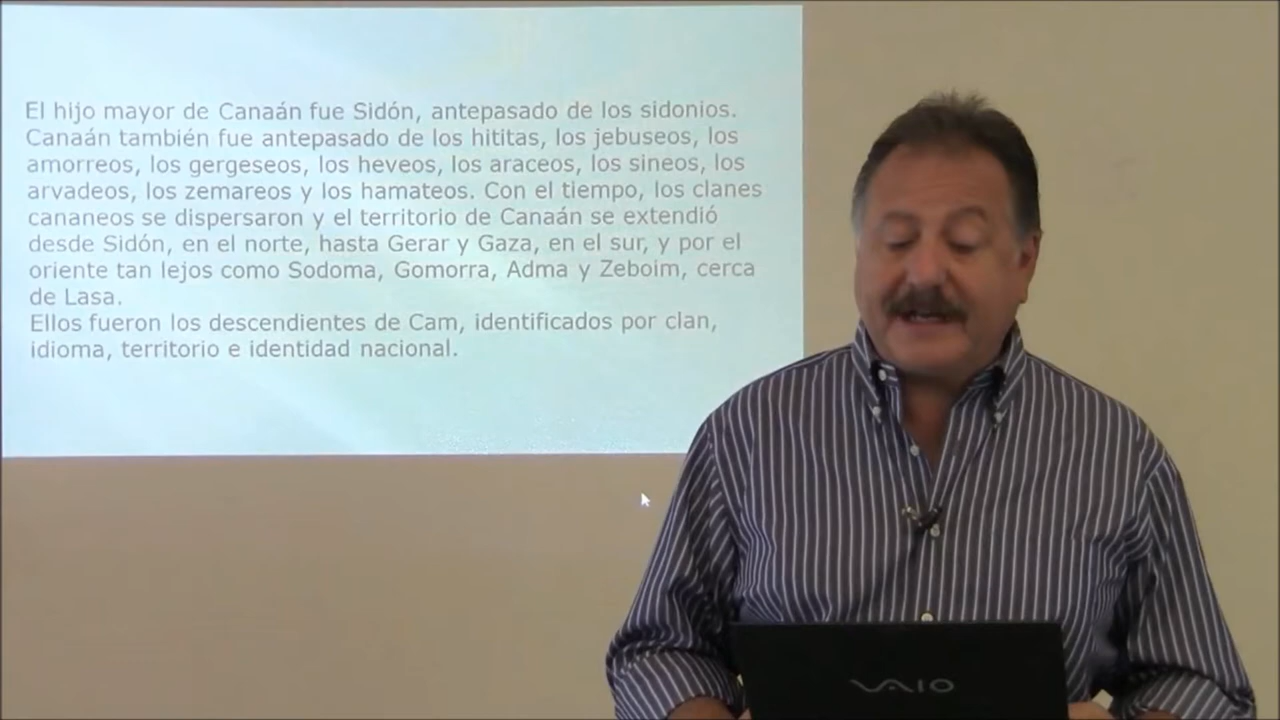 El hijo mayor de Canaán fue Sidón, antepasado de los sidonios.
Canaán también fue antepasado de los hititas, los jebuseos, los
amorreos, los gergeseos, los heveos, los araceos, los sineos, los
arvadeos, los zemareos y los hamateos. Con el tiempo, los clanes
cananeos se dispersaron y el territorio de Canaán se extendió
desde Sidón, en el norte, hasta Gerar y Gaza, en el sur, y por el
oriente tan lejos como Sodoma, Gomorra, Adma y Zeboim, cerca
de Lasa.
Ellos fueron los descendientes de Cam, identificados por clan,
idioma, territorio e identidad nacional.
VAIO